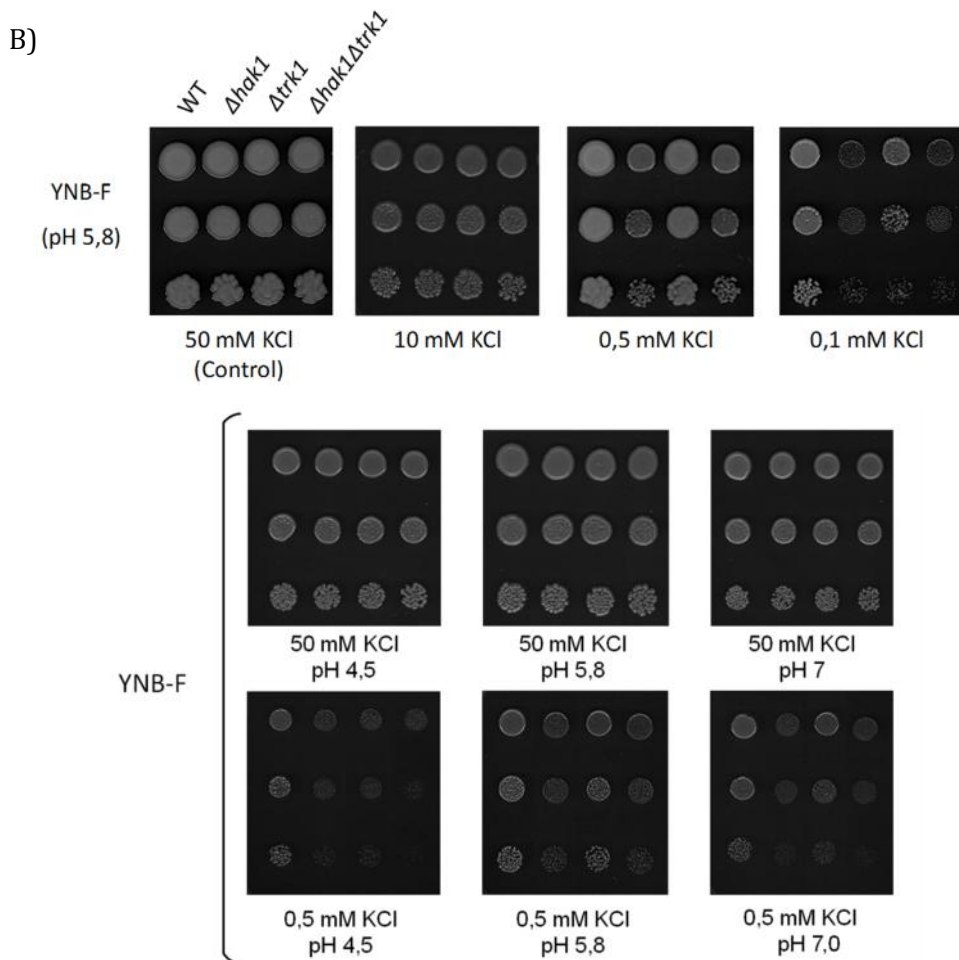 B)
WT
Δhak1
Δtrk1
Δhak1Δtrk1
YNB-F
(pH 5,8)
50 mM KCl
(Control)
10 mM KCl
0,5 mM KCl
0,1 mM KCl
YNB-F
50 mM KCl
pH 4,5
50 mM KCl
pH 5,8
50 mM KCl
pH 7
0,5 mM KCl
pH 4,5
0,5 mM KCl
pH 5,8
0,5 mM KCl
pH 7,0